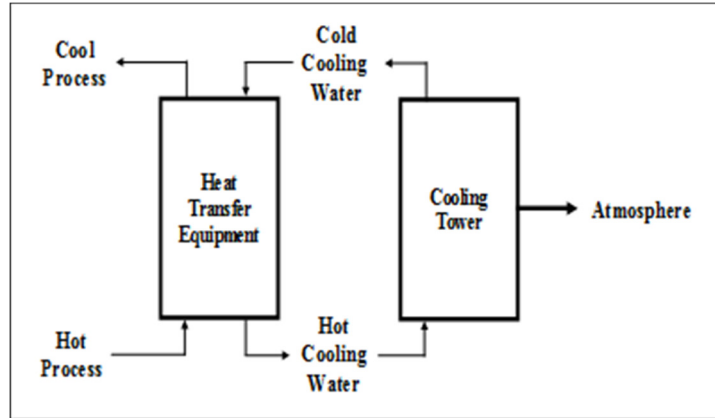 Cool
Process
Cold
Cooling
Water
Heat
Transfer
Equipment
Cooling
Tower
Atmosphere
Hot
Process
Hot
Cooling
Water